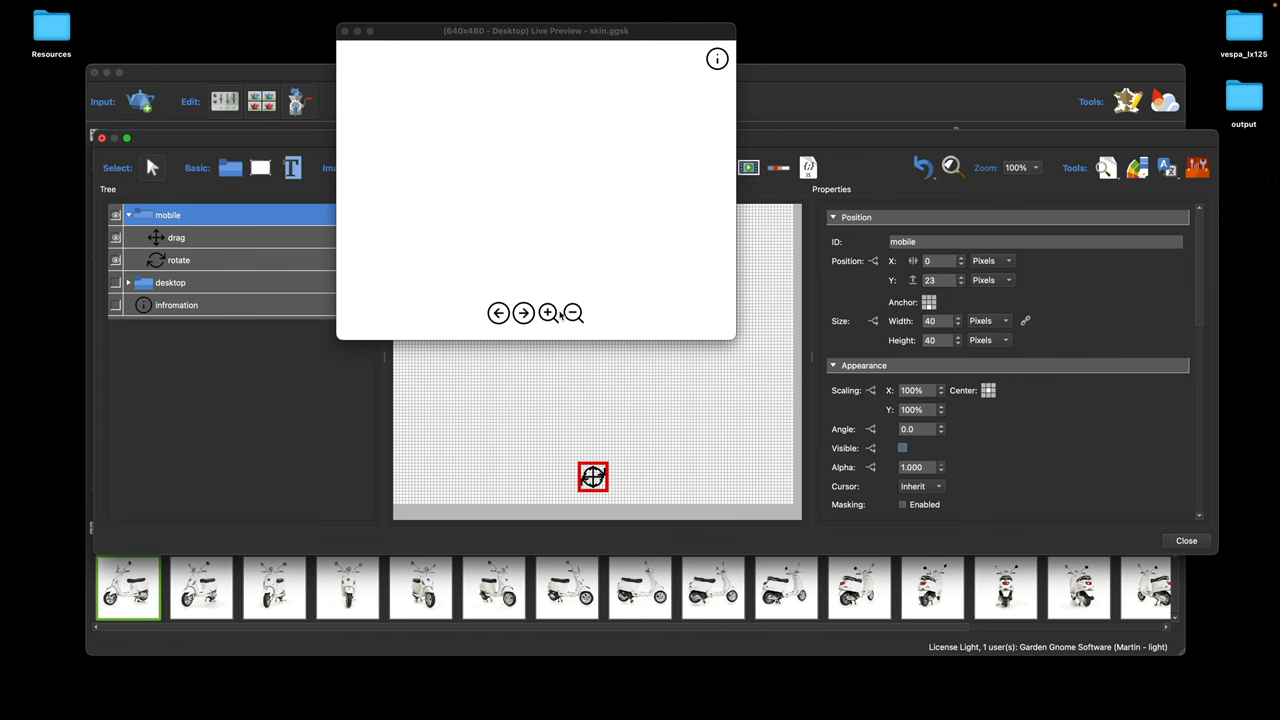 Resources
(640x480 - Desktop) Live Preview - skin.ggsk
vespa_lx125
output
Input:
Edit:
Tools:
Select:
Basic:
Zoom: 100%
Tools:
Tree
Properties
mobile
drag
rotate
desktop
infromation
Position
ID: mobile
Position: X: 0 Pixels
Y: 23 Pixels
Anchor:
Size: Width: 40 Pixels
Height: 40 Pixels
Appearance
Scaling: X: 100% Center:
Y: 100%
Angle: 0.0
Visible:
Alpha: 1.000
Cursor: Inherit
Masking: Enabled
Close
License Light, 1 user(s): Garden Gnome Software (Martin - light)